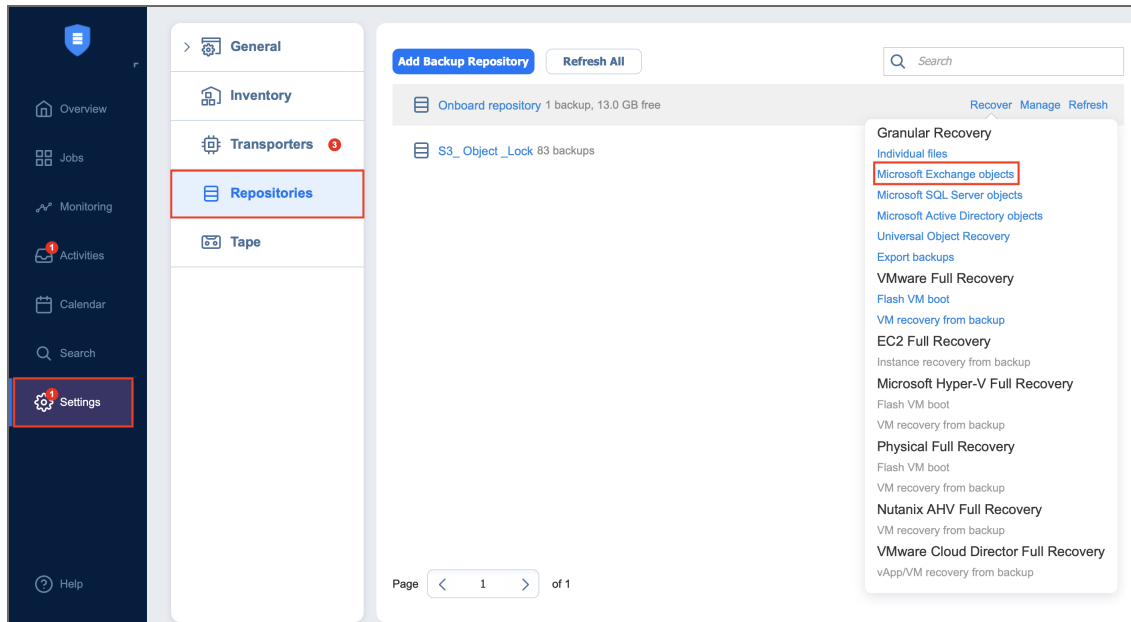 Overview
Jobs
Monitoring
1
Activities
Calendar
Search
1
Settings
Help
General
Inventory
Transporters 3
Repositories
Tape
Add Backup Repository
Refresh All
Search
Onboard repository 1 backup, 13.0 GB free
Recover Manage Refresh
S3_ Object _Lock 83 backups
Granular Recovery
Individual files
Microsoft Exchange objects
Microsoft SQL Server objects
Microsoft Active Directory objects
Universal Object Recovery
Export backups
VMware Full Recovery
Flash VM boot
VM recovery from backup
EC2 Full Recovery
Instance recovery from backup
Microsoft Hyper-V Full Recovery
Flash VM boot
VM recovery from backup
Physical Full Recovery
Flash VM boot
VM recovery from backup
Nutanix AHV Full Recovery
VM recovery from backup
VMware Cloud Director Full Recovery
vApp/VM recovery from backup
Page 1 of 1